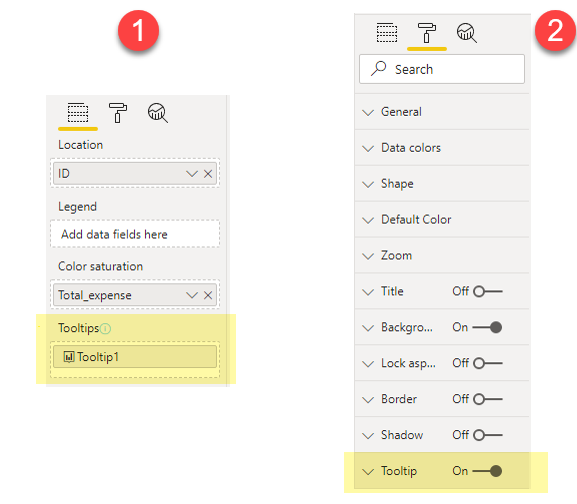 1
Location
ID
Legend
Add data fields here
Color saturation
Total_expense
Tooltips
Tooltip1
2
Search
General
Data colors
Shape
Default Color
Zoom
Title Off
Backgro... On
Lock asp... Off
Border Off
Shadow Off
Tooltip On